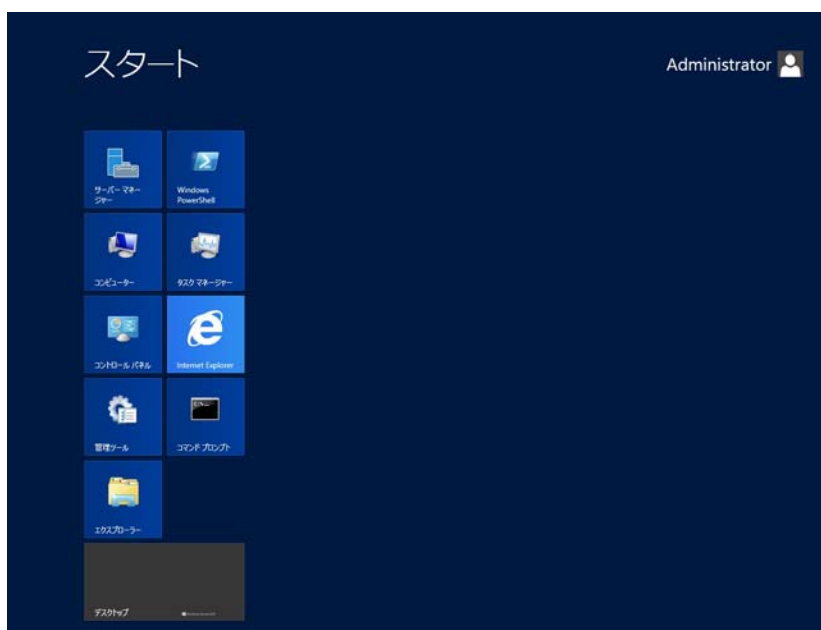 スタート
Administrator
サーバー マネー
ジャー
Windows
PowerShell
コンピューター
タスク マネージャー
コントロール パネル
Internet Explorer
管理ツール
コマンド プロンプト
エクスプローラー
デスクトップ